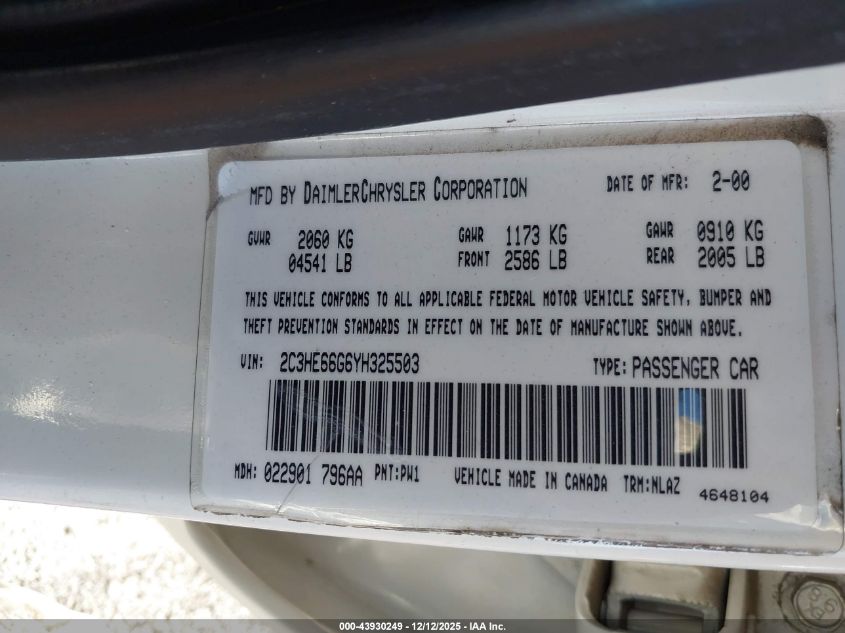 MFD BY DAIMLERCHRYSLER CORPORATION DATE OF MFR: 2-00
GVWR 2060 KG GAWR 1173 KG GAWR 0910 KG
04541 LB FRONT 2586 LB REAR 2005 LB
THIS VEHICLE CONFORMS TO ALL APPLICABLE FEDERAL MOTOR VEHICLE SAFETY, BUMPER AND
THEFT PREVENTION STANDARDS IN EFFECT ON THE DATE OF MANUFACTURE SHOWN ABOVE.
VIN: 2C3HE66G6YH325503 TYPE: PASSENGER CAR
MDH: 022901 796AA PNT:PW1 VEHICLE MADE IN CANADA TRM:NLAZ
4648104
000-43930249 - 12/12/2025 - IAA Inc.